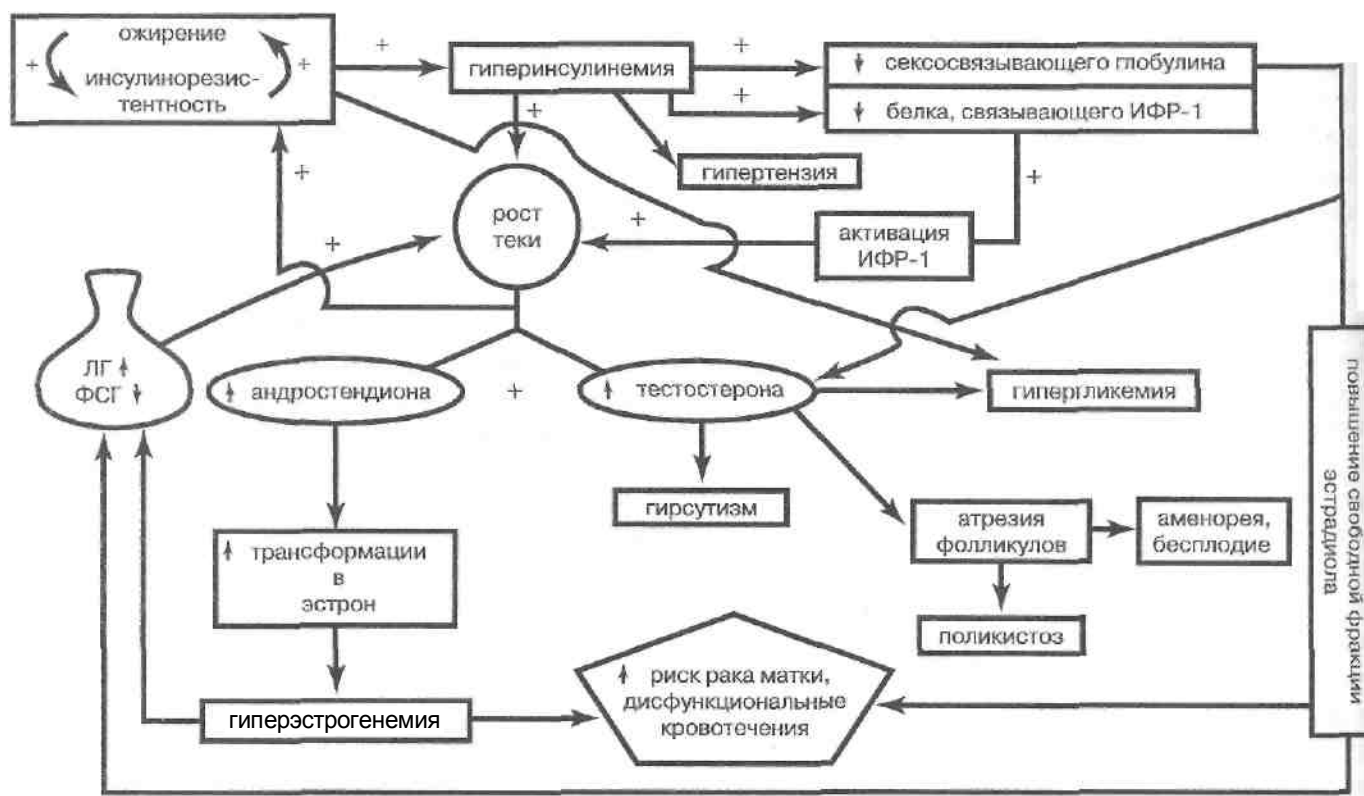 ожирение
инсулинорезис-
тентность
+
+
+
гиперинсулинемия
+
+
+
сексосвязывающего глобулина
белка, связывающего ИФР-1
гипертензия
+
+
рост
теки
+
+
активация
ИФР-1
ЛГ
ФСГ
андростендиона
+
тестостерона
гипергликемия
гирсутизм
атрезия
фолликулов
аменорея,
бесплодие
трансформации
в
эстрон
поликистоз
гиперэстрогенемия
риск рака матки,
дисфункциональные
кровотечения
повышение свободной фракции
эстрадиола